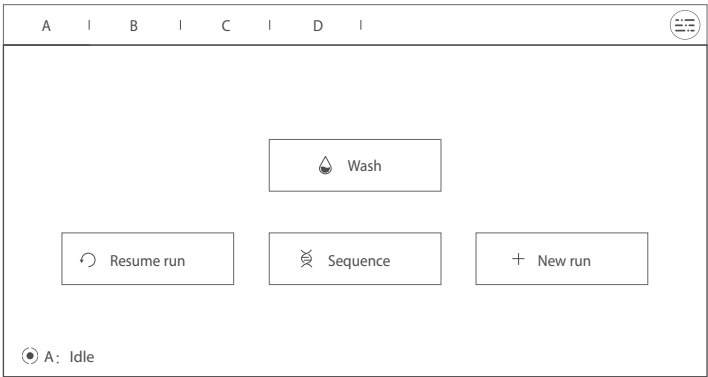 A | B | C | D |
Wash
Resume run
Sequence
New run
A: Idle